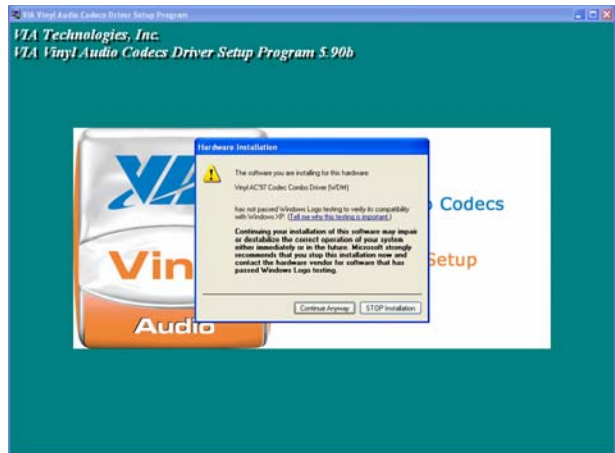 VIA Vinyl Audio Codecs Driver Setup Program
VIA Technologies, Inc.
VIA Vinyl Audio Codecs Driver Setup Program 5.90b
Hardware Installation
The software you are installing for this hardware:
Vinyl AC'97 Codec Combo Driver (WDM)
has not passed Windows Logo testing to verify its compatibility
with Windows XP. (Tell me why this testing is important.)
Continuing your installation of this software may impair
or destabilize the correct operation of your system
either immediately or in the future. Microsoft strongly
recommends that you stop this installation now and
contact the hardware vendor for software that has
passed Windows Logo testing.
Continue Anyway
STOP Installation
VIA
Codecs
Vin
Setup
Audio